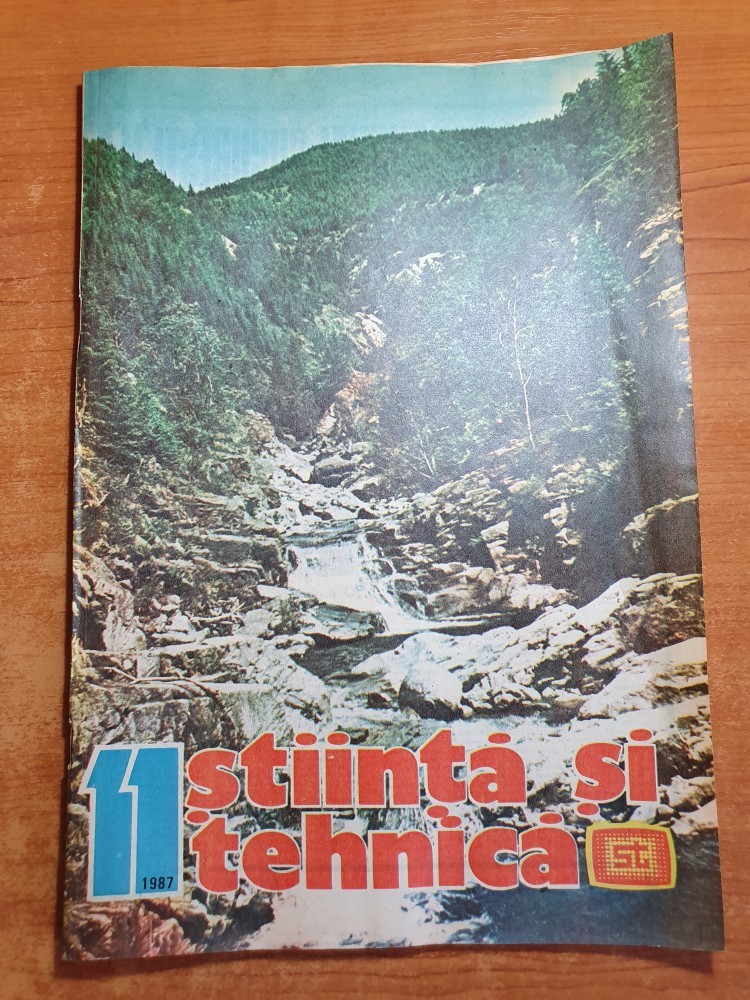 știință și
tehnică
11
1987
st